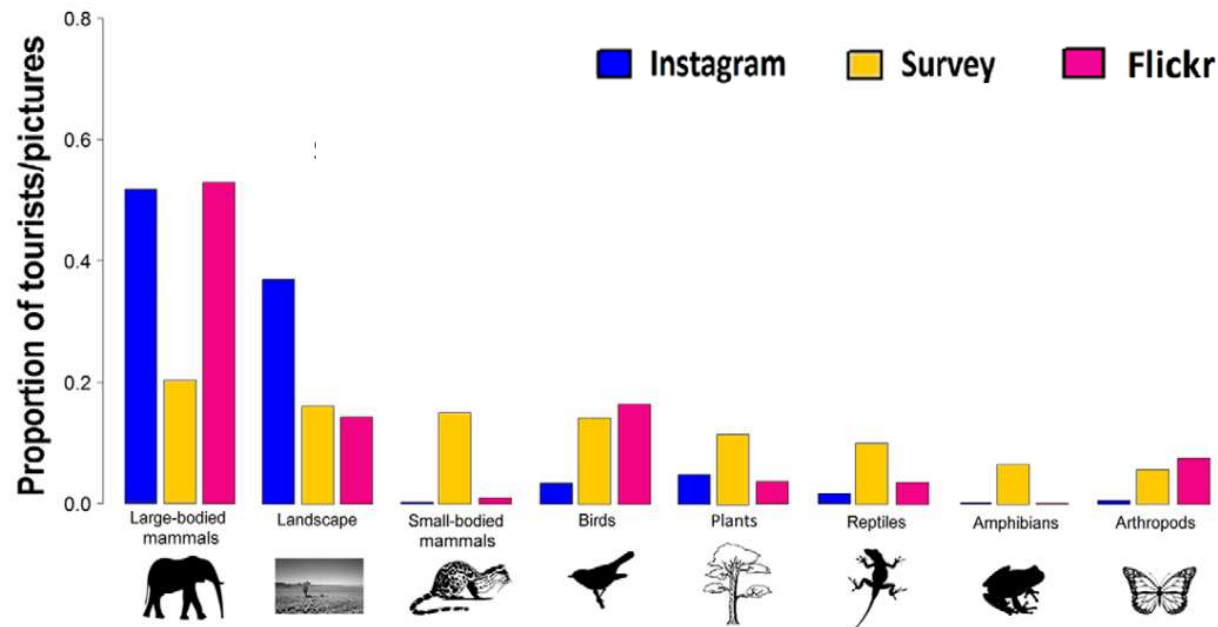 Proportion of tourists/pictures
0.8
0.6
0.4
0.2
0.0
Instagram
Survey
Flickr
Large-bodied
mammals
Landscape
Small-bodied
mammals
Birds
Plants
Reptiles
Amphibians
Arthropods